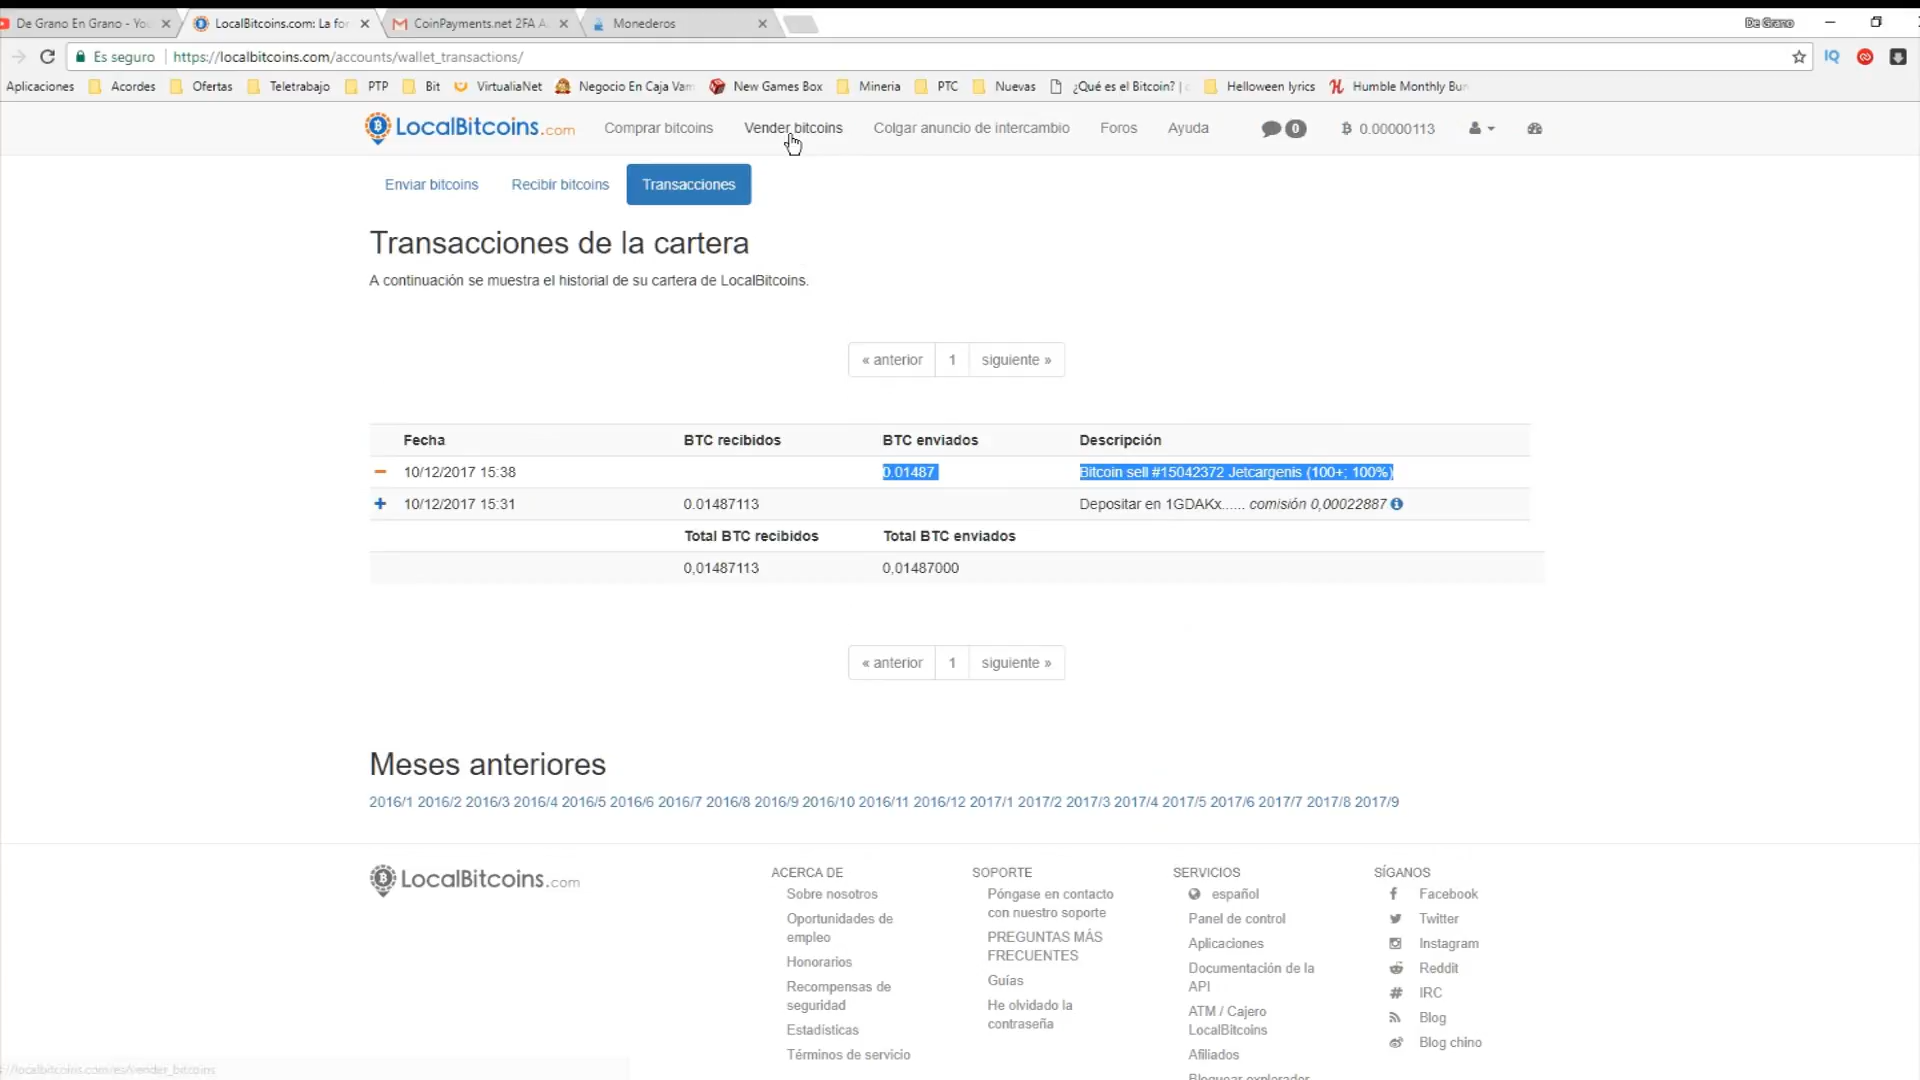 De Grano En Grano - You
LocalBitcoins.com: La for
CoinPayments.net 2FA A
Monederos
De Grano
Es seguro
https://localbitcoins.com/accounts/wallet_transactions/
IQ
Aplicaciones
Acordes
Ofertas
Teletrabajo
PTP
Bit
VirtualiaNet
Negocio En Caja Vam
New Games Box
Mineria
PTC
Nuevas
¿Qué es el Bitcoin? |
Helloween lyrics
Humble Monthly Bun
LocalBitcoins.com
Comprar bitcoins
Vender bitcoins
Colgar anuncio de intercambio
Foros
Ayuda
0
0.00000113
Enviar bitcoins
Recibir bitcoins
Transacciones
Transacciones de la cartera
A continuación se muestra el historial de su cartera de LocalBitcoins.
« anterior 1 siguiente »
Fecha BTC recibidos BTC enviados Descripción
10/12/2017 15:38 0.01487 Bitcoin sell #15042372 Jetcargenis (100+; 100%)
10/12/2017 15:31 0.01487113 Depositar en 1GDAKx...... comisión 0,00022887
Total BTC recibidos Total BTC enviados
0,01487113 0,01487000
« anterior 1 siguiente »
Meses anteriores
2016/1 2016/2 2016/3 2016/4 2016/5 2016/6 2016/7 2016/8 2016/9 2016/10 2016/11 2016/12 2017/1 2017/2 2017/3 2017/4 2017/5 2017/6 2017/7 2017/8 2017/9
LocalBitcoins.com
ACERCA DE
Sobre nosotros
Oportunidades de
empleo
Honorarios
Recompensas de
seguridad
Estadísticas
Términos de servicio
SOPORTE
Póngase en contacto
con nuestro soporte
PREGUNTAS MÁS
FRECUENTES
Guías
He olvidado la
contraseña
SERVICIOS
español
Panel de control
Aplicaciones
Documentación de la
API
ATM / Cajero
LocalBitcoins
Afiliados
Bloquear explorador
SÍGANOS
Facebook
Twitter
Instagram
Reddit
IRC
Blog
Blog chino
://localbitcoins.com/es/vender_bitcoins